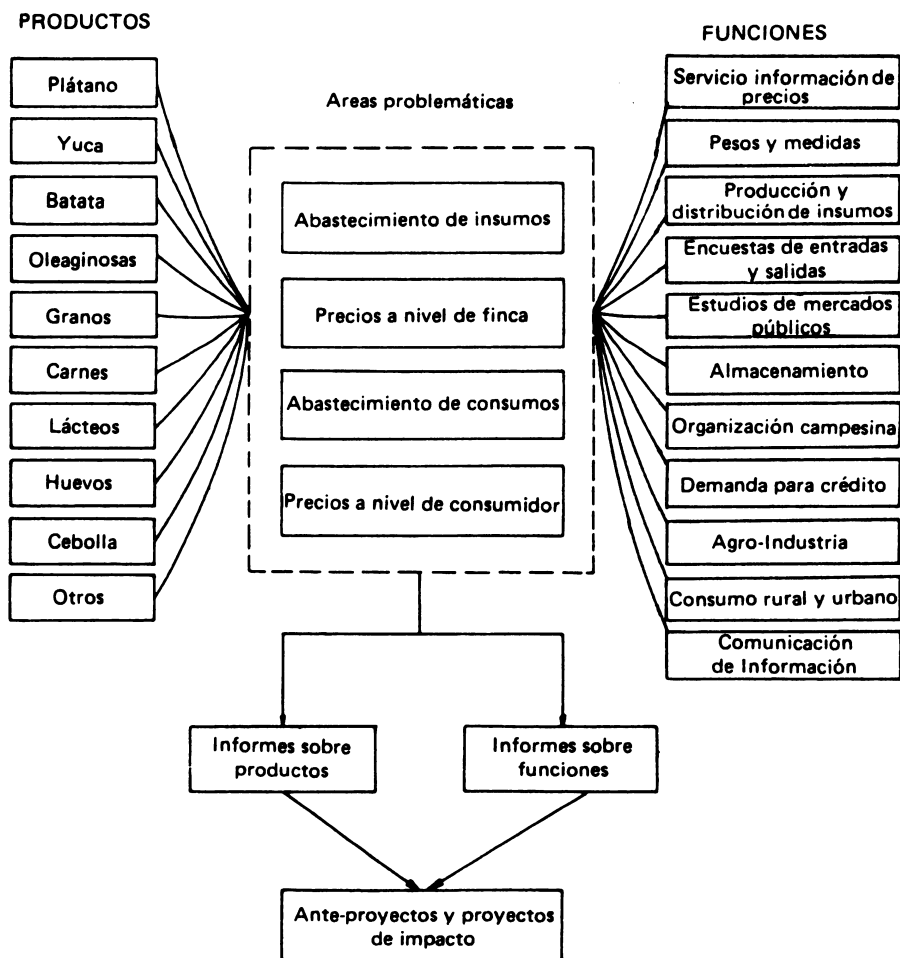 PRODUCTOS
Plátano
Yuca
Batata
Oleaginosas
Granos
Carnes
Lácteos
Huevos
Cebolla
Otros
Areas problemáticas
Abastecimiento de insumos
Precios a nivel de finca
Abastecimiento de consumos
Precios a nivel de consumidor
FUNCIONES
Servicio información de
precios
Pesos y medidas
Producción y
distribución de insumos
Encuestas de entradas
y salidas
Estudios de mercados
públicos
Almacenamiento
Organización campesina
Demanda para crédito
Agro-Industria
Consumo rural y urbano
Comunicación
de Información
Informes sobre
productos
Informes sobre
funciones
Ante-proyectos y proyectos
de impacto